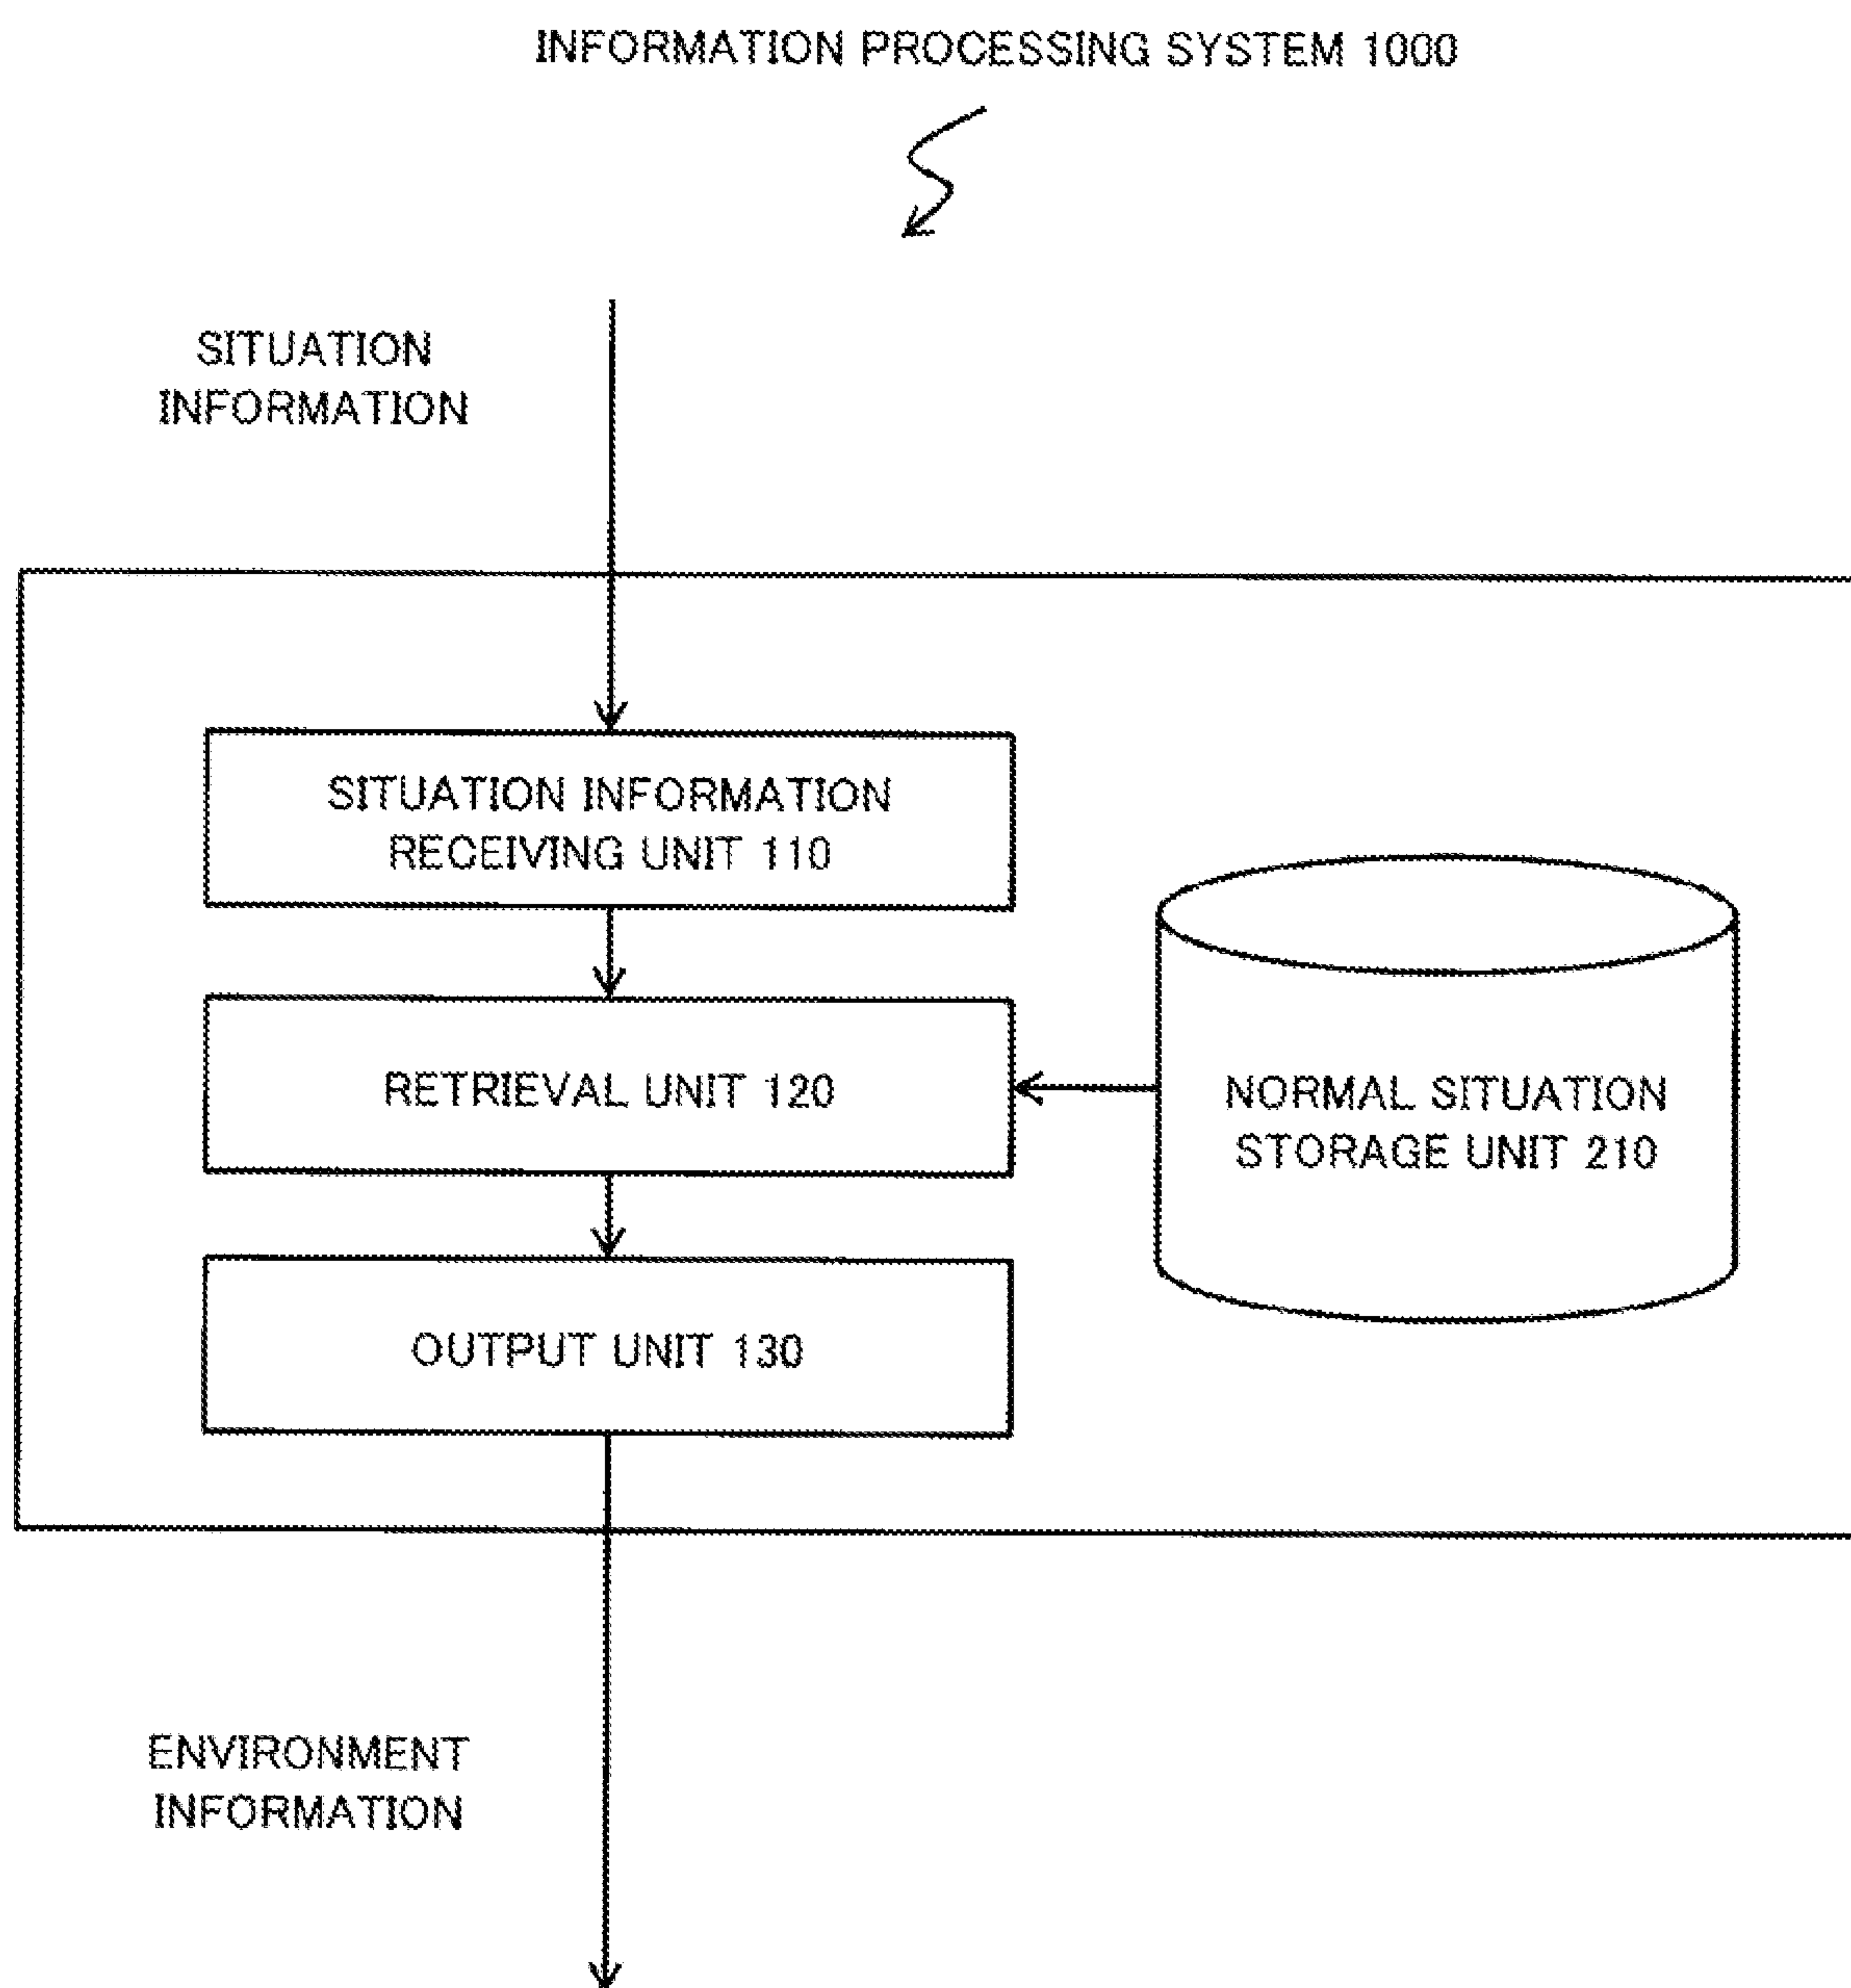 INFORMATION PROCESSING SYSTEM 1000
SITUATION
INFORMATION
SITUATION INFORMATION
RECEIVING UNIT 110
RETRIEVAL UNIT 120
NORMAL SITUATION
STORAGE UNIT 210
OUTPUT UNIT 130
ENVIRONMENT
INFORMATION